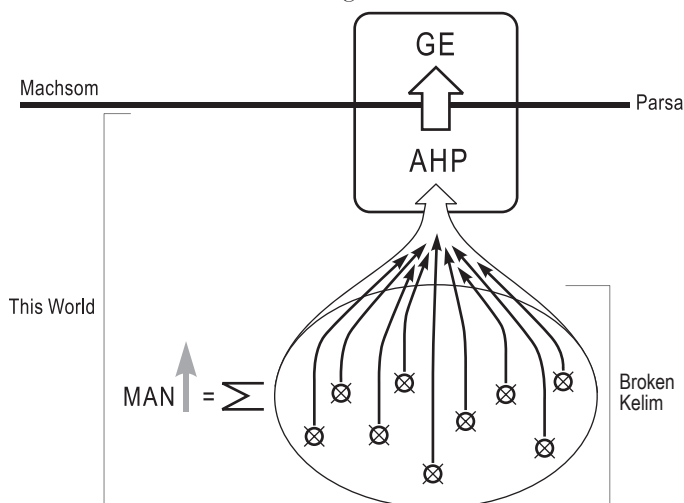 GE
Machsom
Parsa
AHP
This World
MAN = Σ
Broken
Kelim